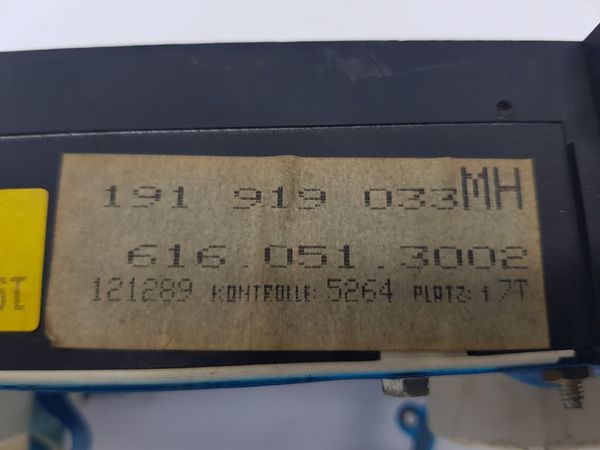 191 919 033MH
616.051.3002
121289 KONTROLLE: 5264 PLATZ: 17T